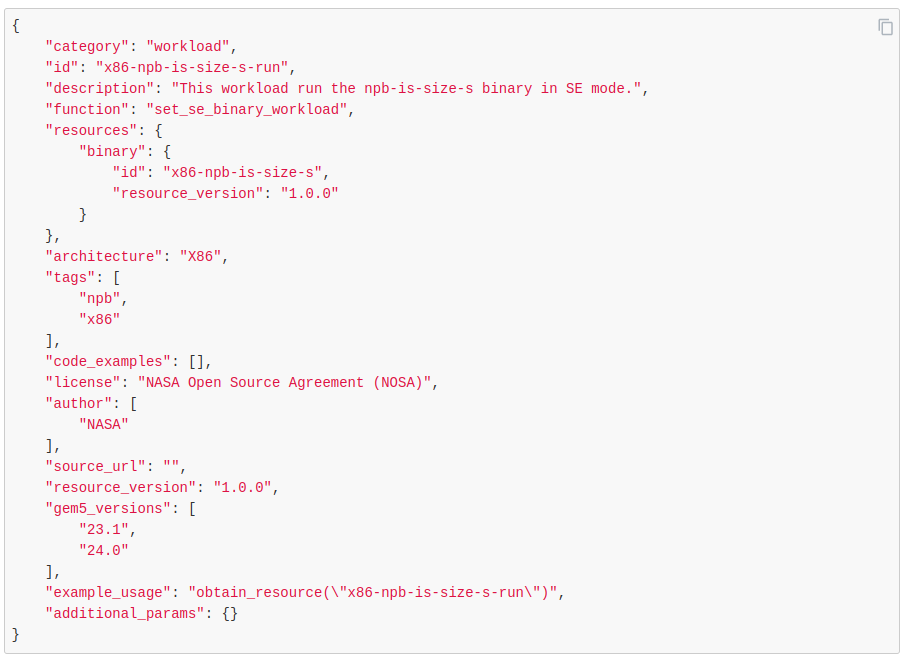 {
    "category": "workload",
    "id": "x86-npb-is-size-s-run",
    "description": "This workload run the npb-is-size-s binary in SE mode.",
    "function": "set_se_binary_workload",
    "resources": {
        "binary": {
            "id": "x86-npb-is-size-s",
            "resource_version": "1.0.0"
        }
    },
    "architecture": "X86",
    "tags": [
        "npb",
        "x86"
    ],
    "code_examples": [],
    "license": "NASA Open Source Agreement (NOSA)",
    "author": [
        "NASA"
    ],
    "source_url": "",
    "resource_version": "1.0.0",
    "gem5_versions": [
        "23.1",
        "24.0"
    ],
    "example_usage": "obtain_resource(\"x86-npb-is-size-s-run\")",
    "additional_params": {}
}